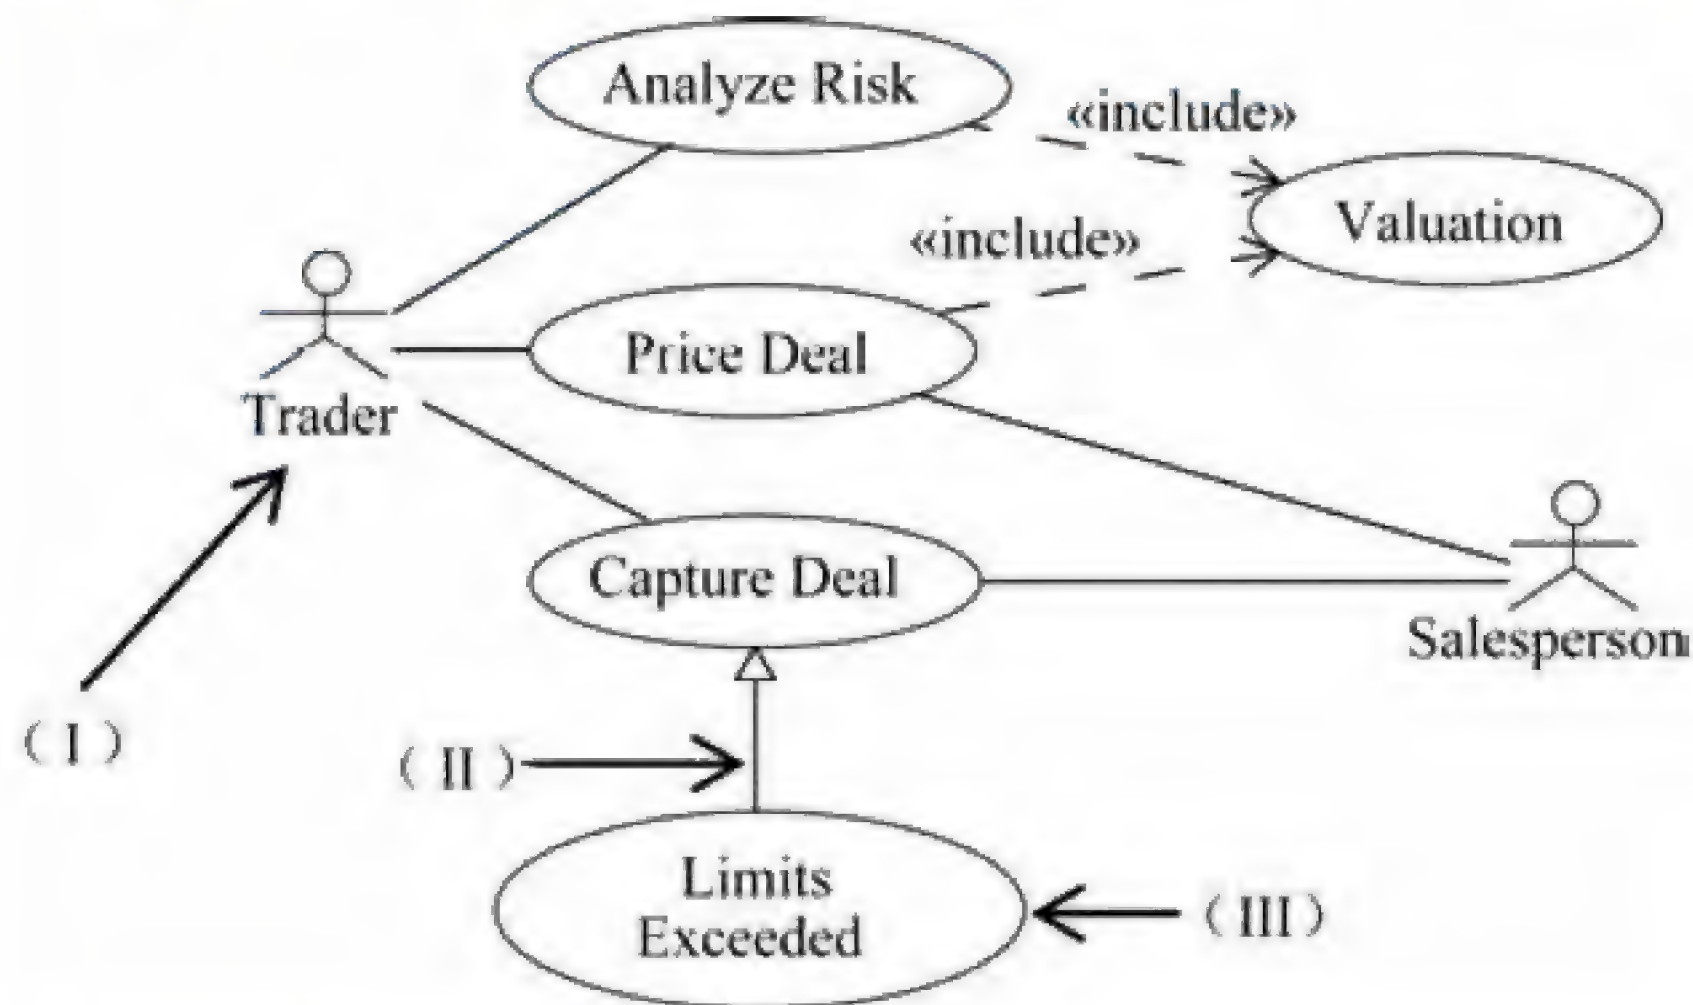 Analyze Risk
«include»
Valuation
«include»
Price Deal
Trader
Capture Deal
Salesperson
（I）
（II）
Limits
Exceeded
（III）